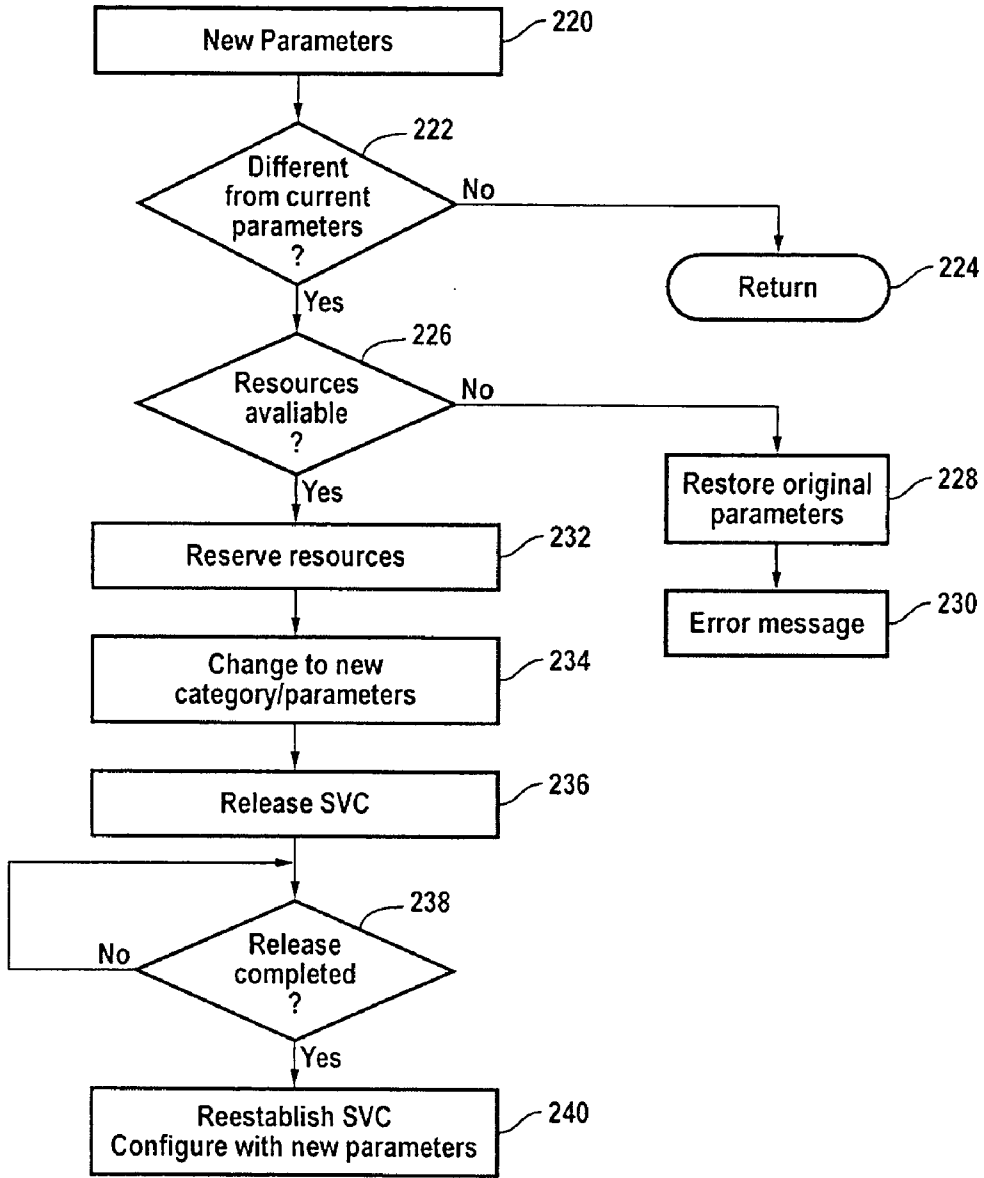 New Parameters
220
222
Different
from current
parameters
?
No
Return
224
Yes
226
Resources
avaliable
?
No
Restore original
parameters
228
Yes
Reserve resources
232
Error message
230
Change to new
category/parameters
234
Release SVC
236
238
Release
completed
?
No
Yes
Reestablish SVC
Configure with new parameters
240